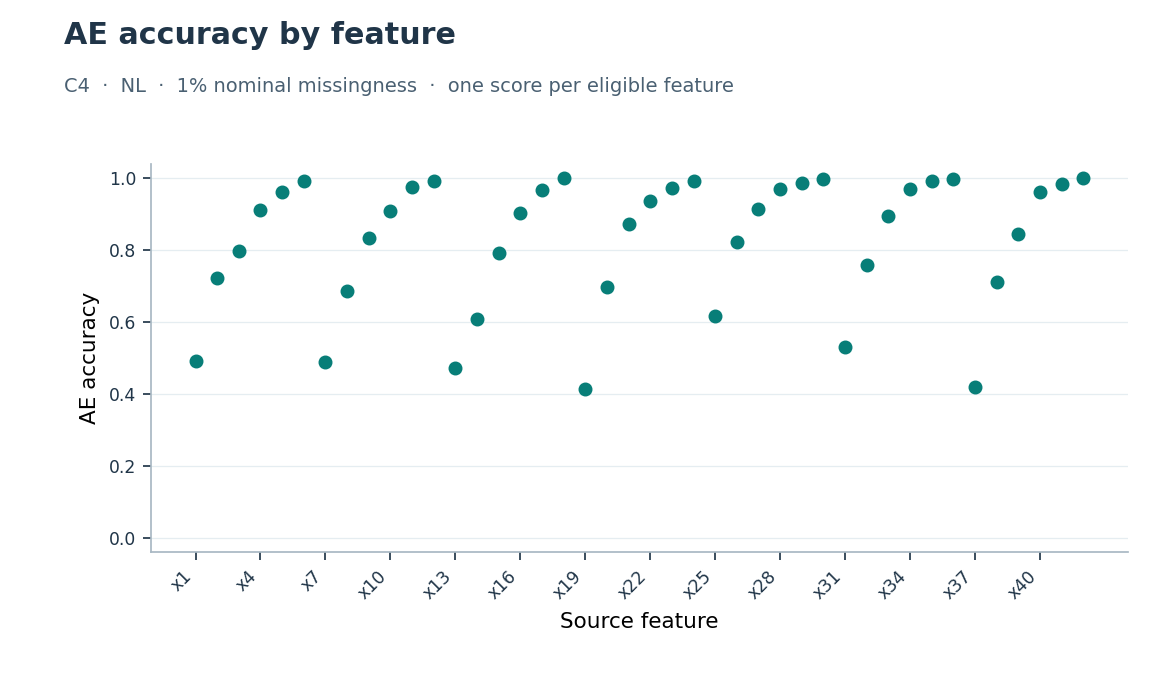 AE accuracy by feature
C4 · NL · 1% nominal missingness · one score per eligible feature
AE accuracy
1.0
0.8
0.6
0.4
0.2
0.0
x1 x4 x7 x10 x13 x16 x19 x22 x25 x28 x31 x34 x37 x40
Source feature